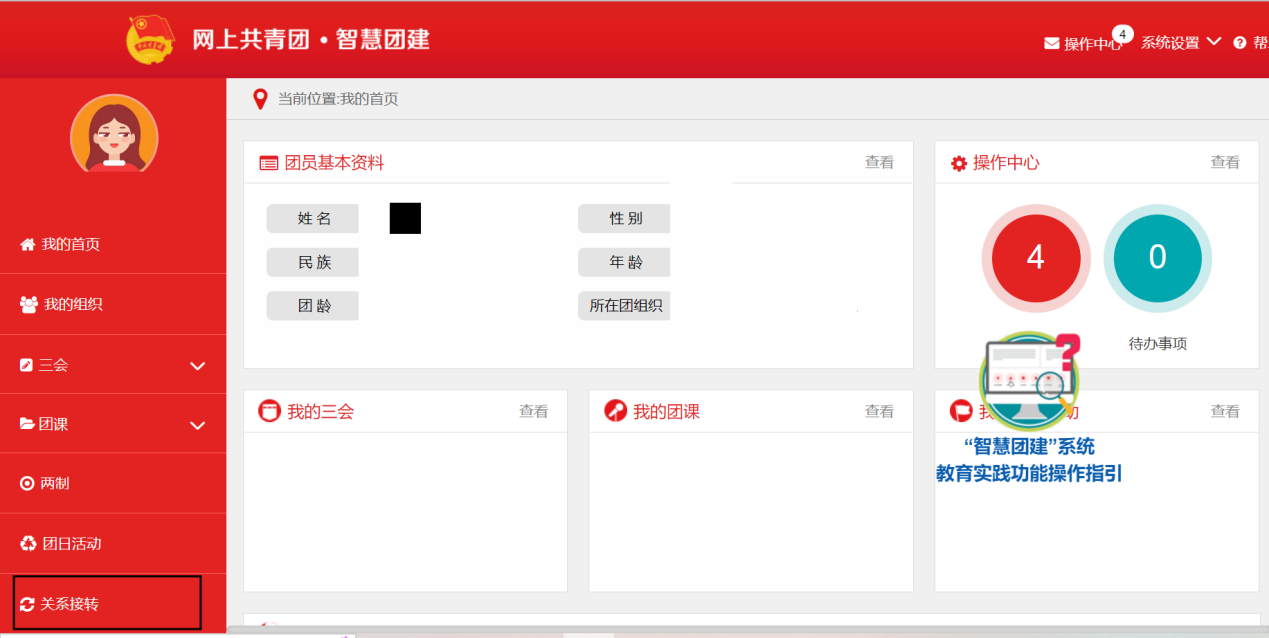 网上共青团·智慧团建
操作中心
4
系统设置
帮
当前位置:我的首页
我的首页
我的组织
三会
团课
两制
团日活动
关系接转
团员基本资料
查看
姓 名
性 别
民 族
年 龄
团 龄
所在团组织
操作中心
查看
4
0
待办事项
我的三会
查看
我的团课
查看
查看
“智慧团建”系统
教育实践功能操作指引